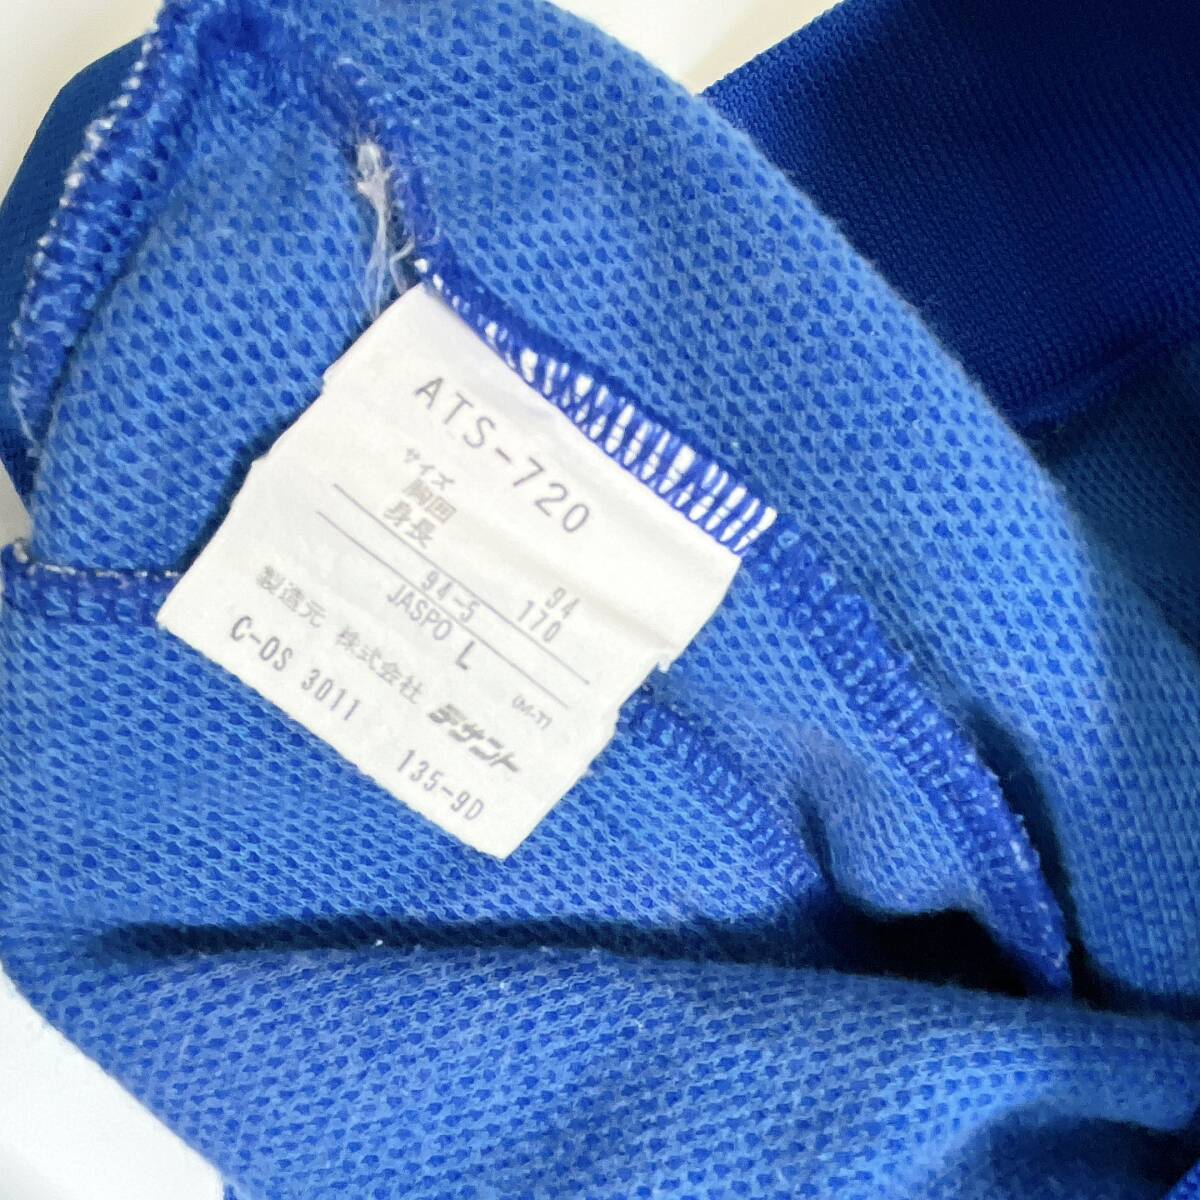 ATS-720
サイズ
胸囲 94
身長 170
94-5
JASPO L (M-T)
製造元 株式会社 デサント
C-OS 3011 135-9D